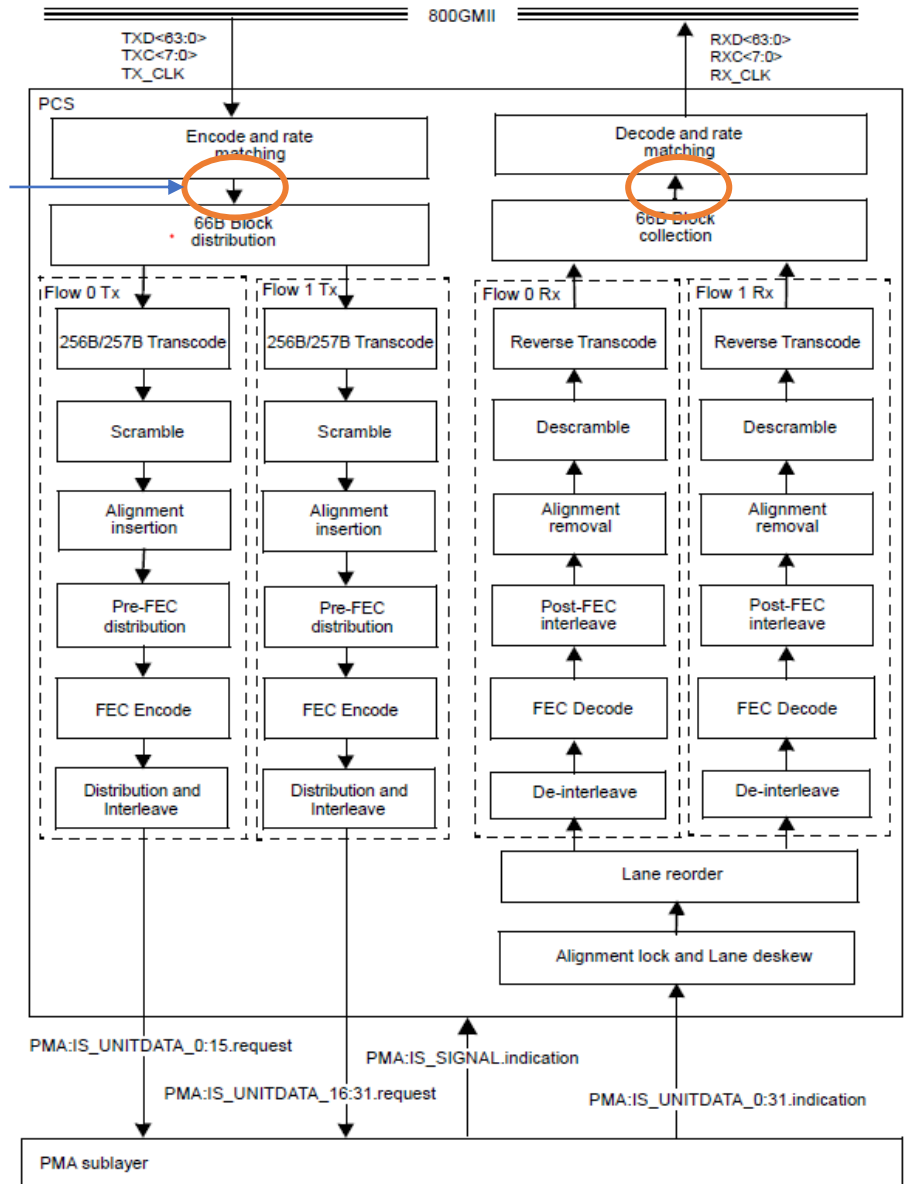 800GMII
TXD<63:0>
TXC<7:0>
TX_CLK
RXD<63:0>
RXC<7:0>
RX_CLK
PCS
Encode and rate
matching
Decode and rate
matching
66B Block
distribution
66B Block
collection
Flow 0 Tx
Flow 1 Tx
Flow 0 Rx
Flow 1 Rx
256B/257B Transcode
256B/257B Transcode
Reverse Transcode
Reverse Transcode
Scramble
Scramble
Descramble
Descramble
Alignment
insertion
Alignment
insertion
Alignment
removal
Alignment
removal
Pre-FEC
distribution
Pre-FEC
distribution
Post-FEC
interleave
Post-FEC
interleave
FEC Encode
FEC Encode
FEC Decode
FEC Decode
Distribution and
Interleave
Distribution and
Interleave
De-interleave
De-interleave
Lane reorder
Alignment lock and Lane deskew
PMA:IS_UNITDATA_0:15.request
PMA:IS_SIGNAL.indication
PMA:IS_UNITDATA_16:31.request
PMA:IS_UNITDATA_0:31.indication
PMA sublayer